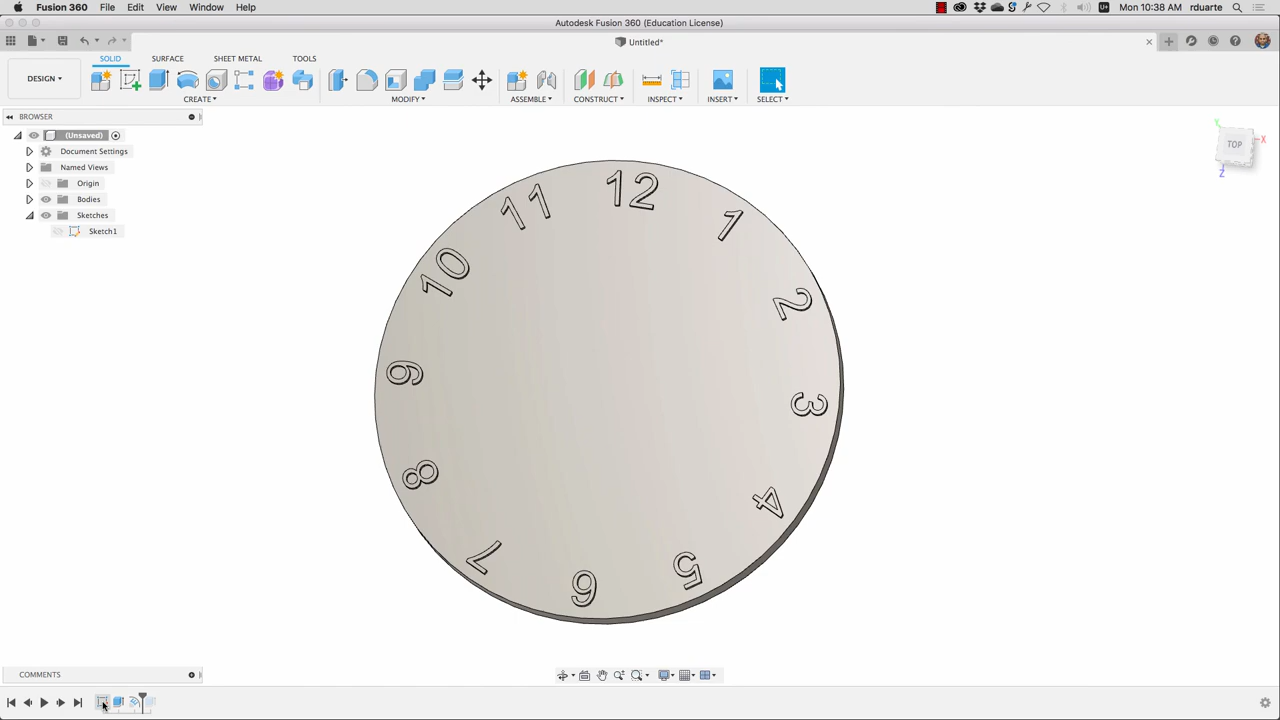 Fusion 360 File Edit View Window Help Mon 10:38 AM rduarte
Autodesk Fusion 360 (Education License)
Untitled*
SOLID SURFACE SHEET METAL TOOLS
DESIGN
CREATE MODIFY ASSEMBLE CONSTRUCT INSPECT INSERT SELECT
BROWSER
(Unsaved)
Document Settings
Named Views
Origin
Bodies
Sketches
Sketch1
Y
X
TOP
Z
12
11
1
10
2
9
3
8
4
7
5
6
COMMENTS